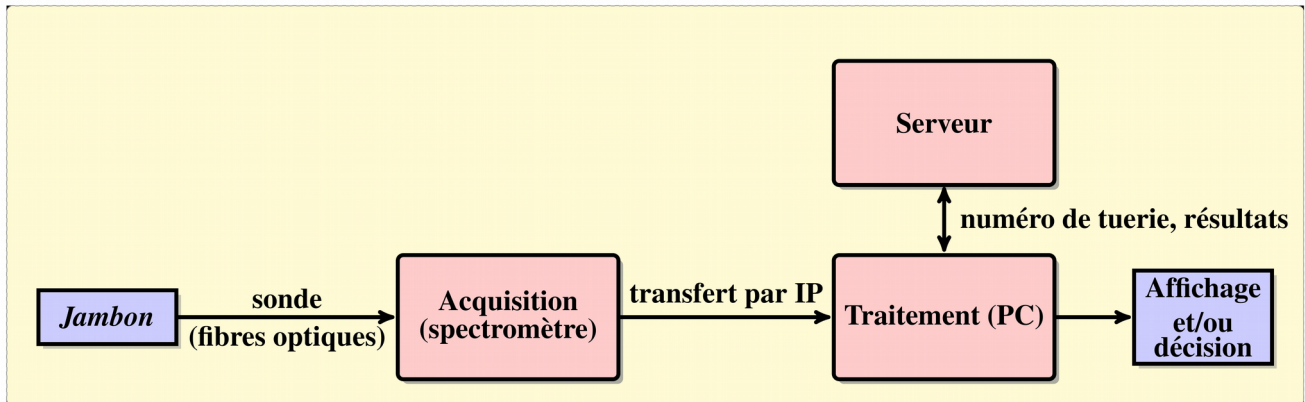 Serveur
numéro de tuerie, résultats
Jambon
sonde
(fibres optiques)
Acquisition
(spectromètre)
transfert par IP
Traitement (PC)
Affichage
et/ou
décision